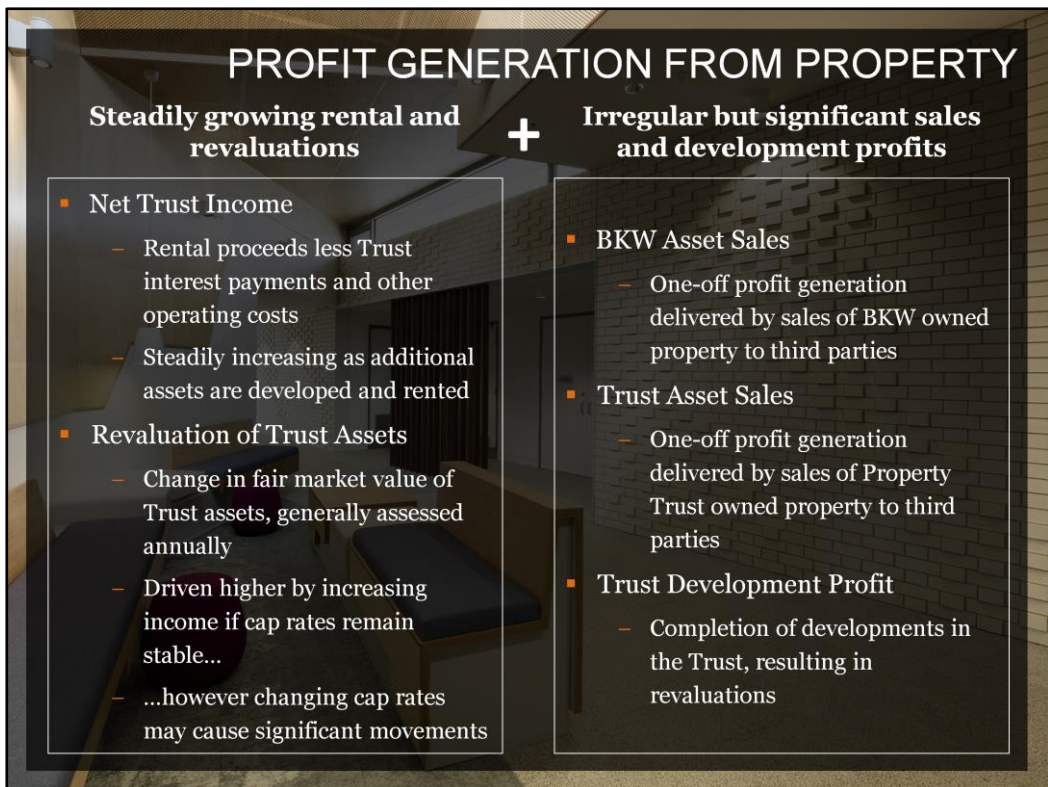 PROFIT GENERATION FROM PROPERTY
Steadily growing rental and
revaluations
+
Irregular but significant sales
and development profits
▪ Net Trust Income
– Rental proceeds less Trust
interest payments and other
operating costs
– Steadily increasing as additional
assets are developed and rented
▪ Revaluation of Trust Assets
– Change in fair market value of
Trust assets, generally assessed
annually
– Driven higher by increasing
income if cap rates remain
stable…
– …however changing cap rates
may cause significant movements
▪ BKW Asset Sales
– One-off profit generation
delivered by sales of BKW owned
property to third parties
▪ Trust Asset Sales
– One-off profit generation
delivered by sales of Property
Trust owned property to third
parties
▪ Trust Development Profit
– Completion of developments in
the Trust, resulting in
revaluations